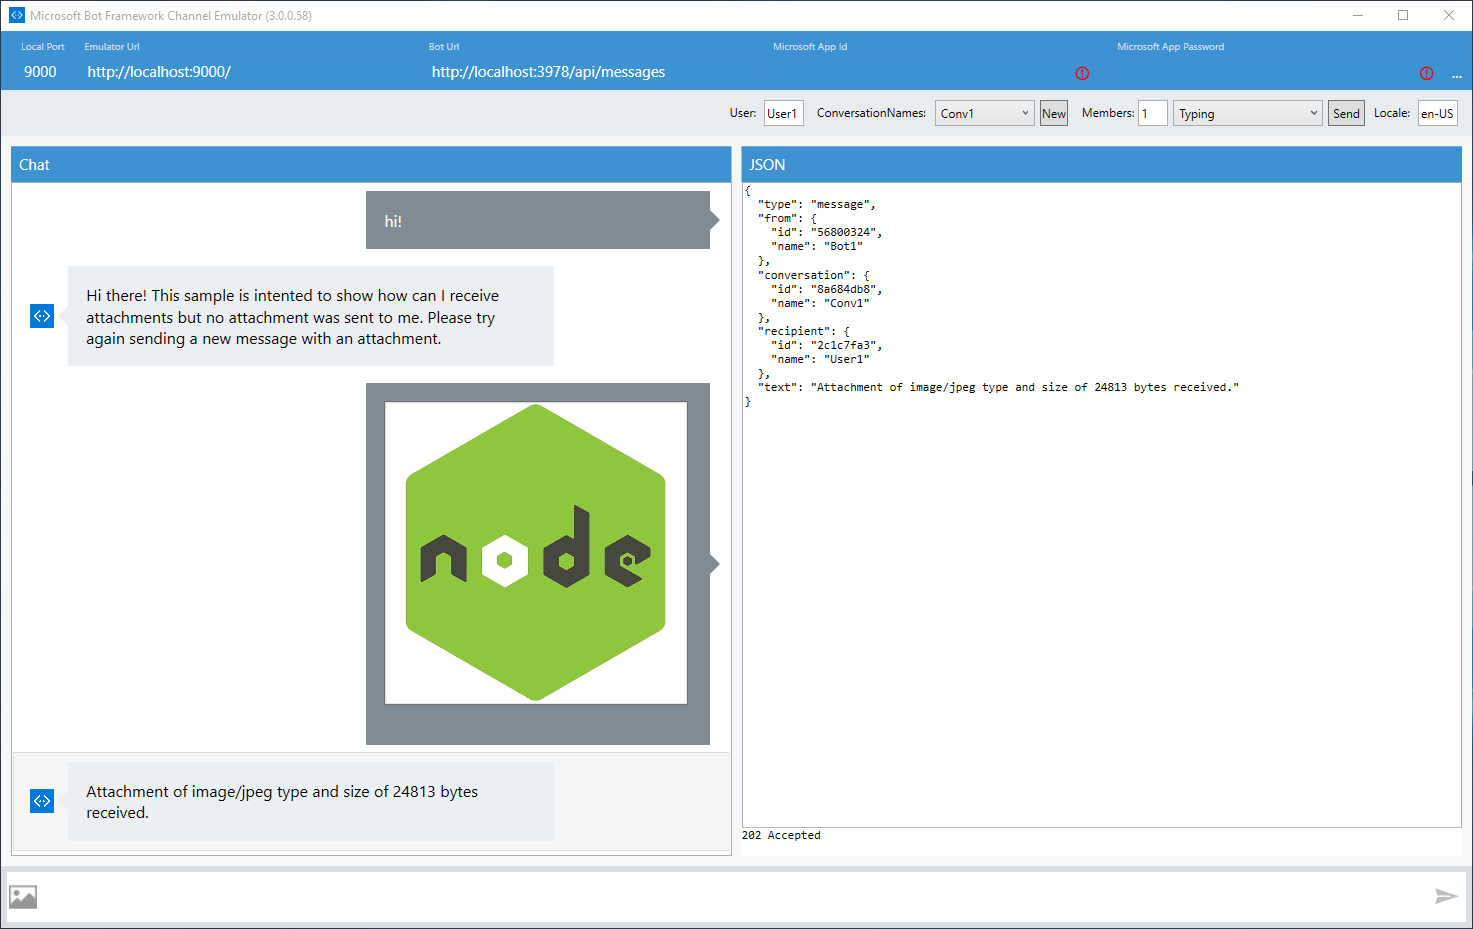 Microsoft Bot Framework Channel Emulator (3.0.0.58)
Local Port Emulator Url Bot Url Microsoft App Id Microsoft App Password
9000 http://localhost:9000/ http://localhost:3978/api/messages ...
User: User1 ConversationNames: Conv1 New Members: 1 Typing Send Locale: en-US
Chat
hi!
Hi there! This sample is intented to show how can I receive
attachments but no attachment was sent to me. Please try
again sending a new message with an attachment.
node
Attachment of image/jpeg type and size of 24813 bytes
received.
JSON
{
  "type": "message",
  "from": {
    "id": "56800324",
    "name": "Bot1"
  },
  "conversation": {
    "id": "8a684db8",
    "name": "Conv1"
  },
  "recipient": {
    "id": "2c1c7fa3",
    "name": "User1"
  },
  "text": "Attachment of image/jpeg type and size of 24813 bytes received."
}
202 Accepted